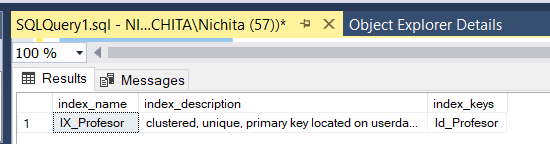 SQLQuery1.sql - NI...CHITA\Nichita (57))* Object Explorer Details
100 %
Results Messages
index_name index_description index_keys
1 IX_Profesor clustered, unique, primary key located on userda... Id_Profesor